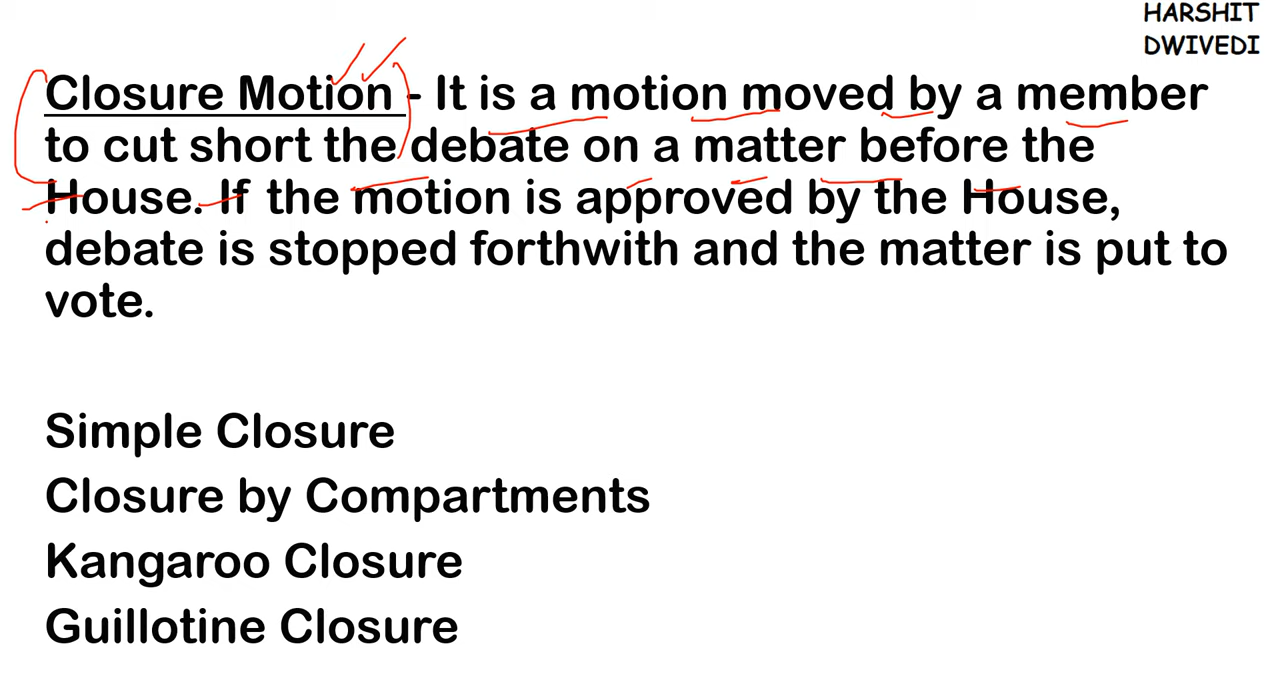 HARSHIT
DWIVEDI
Closure Motion - It is a motion moved by a member
to cut short the debate on a matter before the
House. If the motion is approved by the House,
debate is stopped forthwith and the matter is put to
vote.
Simple Closure
Closure by Compartments
Kangaroo Closure
Guillotine Closure